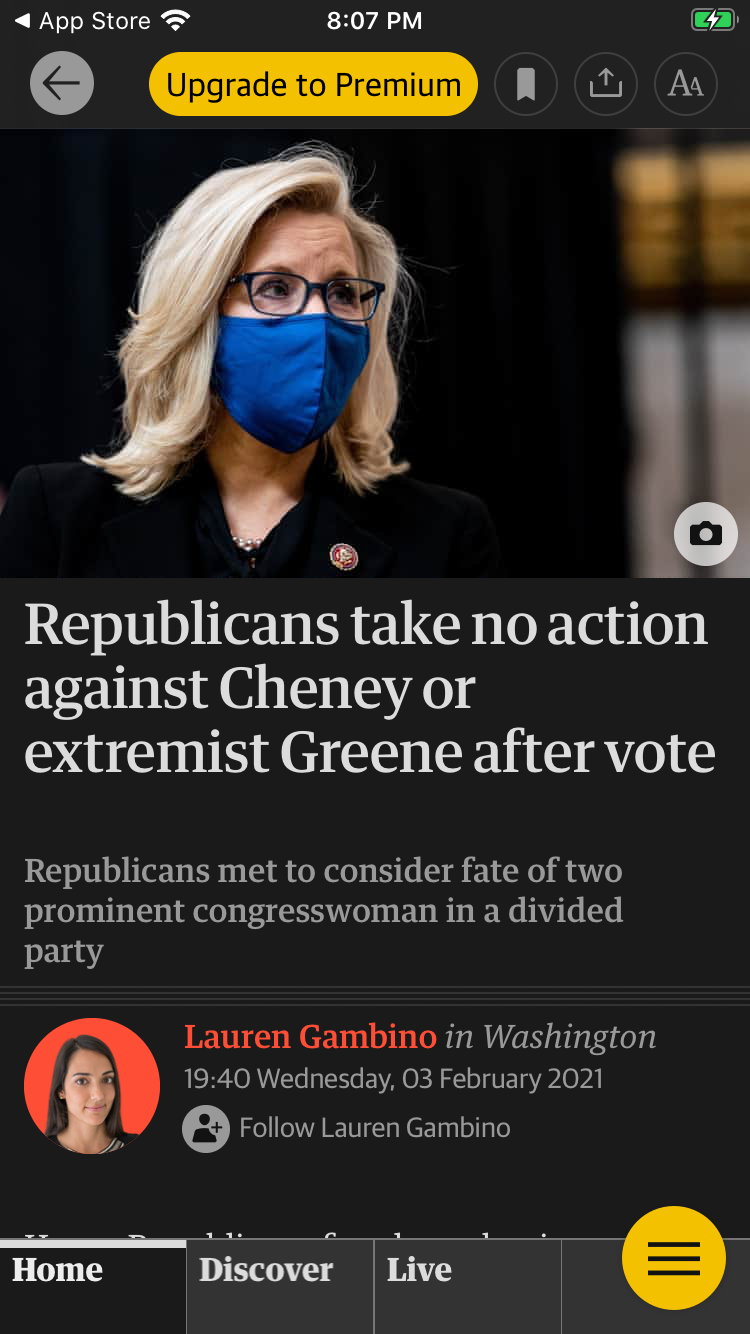 ◀ App Store 8:07 PM
Upgrade to Premium AA
Republicans take no action
against Cheney or
extremist Greene after vote
Republicans met to consider fate of two
prominent congresswoman in a divided
party
Lauren Gambino in Washington
19:40 Wednesday, 03 February 2021
Follow Lauren Gambino
Home Discover Live